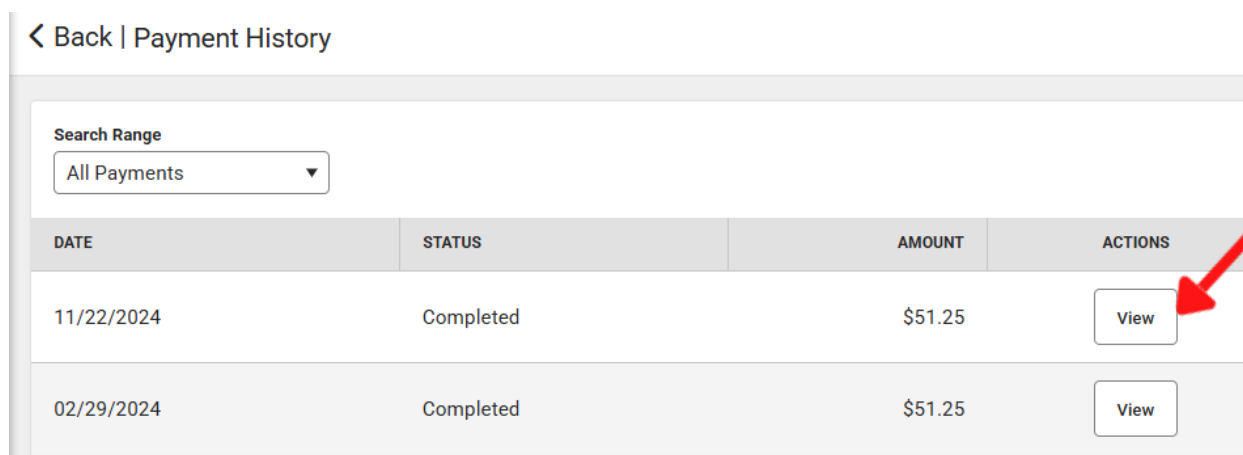 Back | Payment History
Search Range
All Payments
DATE STATUS AMOUNT ACTIONS
11/22/2024 Completed $51.25 View
02/29/2024 Completed $51.25 View